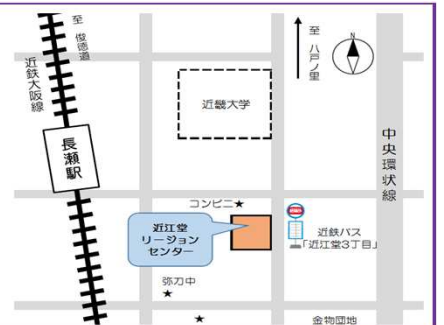 至 俊徳道
近鉄大阪線
長瀬駅
近畿大学
至 八戸ノ里
N
中央環状線
コンビニ★
近江堂
リージョン
センター
近鉄バス
「近江堂3丁目」
弥刀中
★
★
金物団地